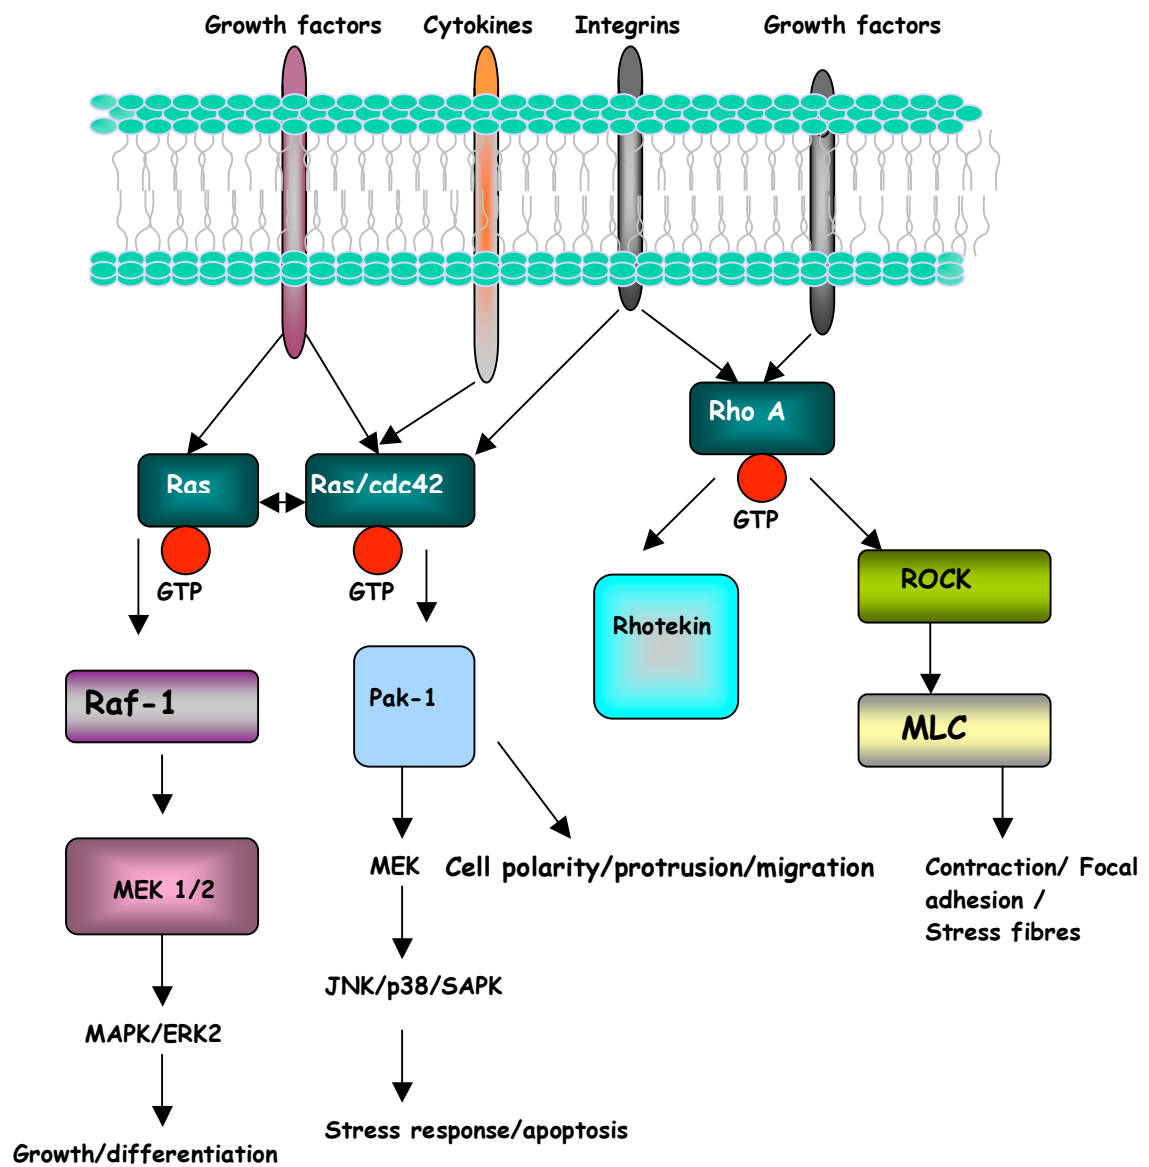 Growth factors
Cytokines
Integrins
Growth factors
Rho A
Ras
Ras/cdc42
GTP
GTP
GTP
ROCK
Rhotekin
Raf-1
Pak-1
MLC
MEK 1/2
MEK
Cell polarity/protrusion/migration
Contraction/ Focal
adhesion /
Stress fibres
JNK/p38/SAPK
MAPK/ERK2
Stress response/apoptosis
Growth/differentiation